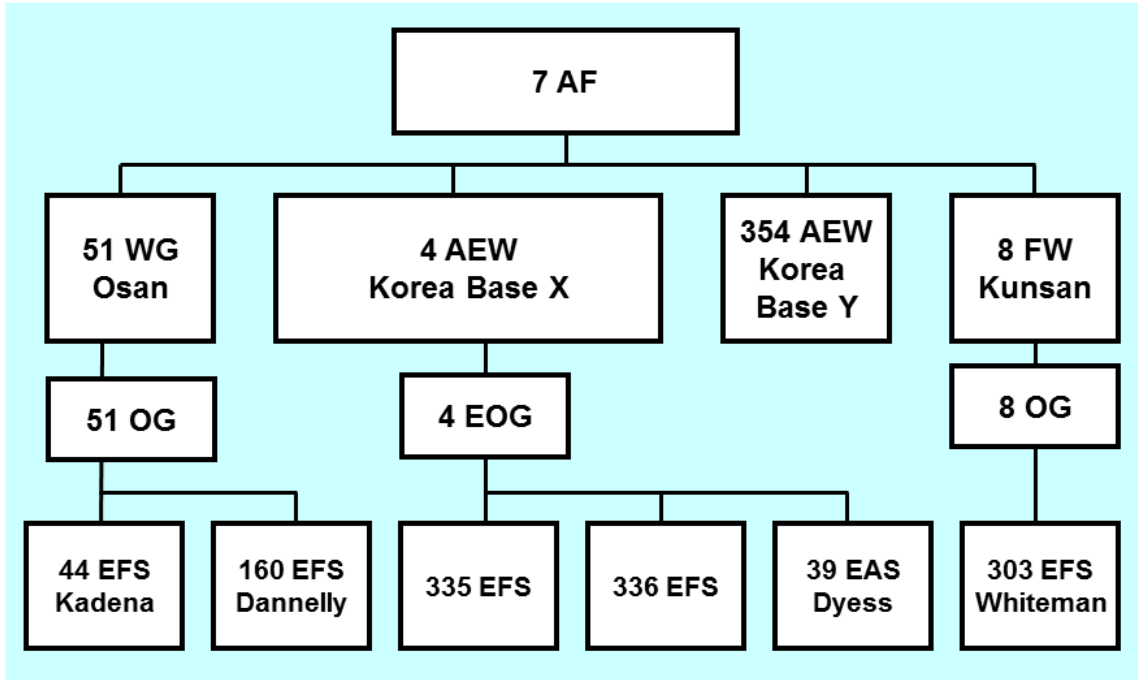 7 AF
51 WG
Osan
4 AEW
Korea Base X
354 AEW
Korea
Base Y
8 FW
Kunsan
51 OG
4 EOG
8 OG
44 EFS
Kadena
160 EFS
Dannelly
335 EFS
336 EFS
39 EAS
Dyess
303 EFS
Whiteman